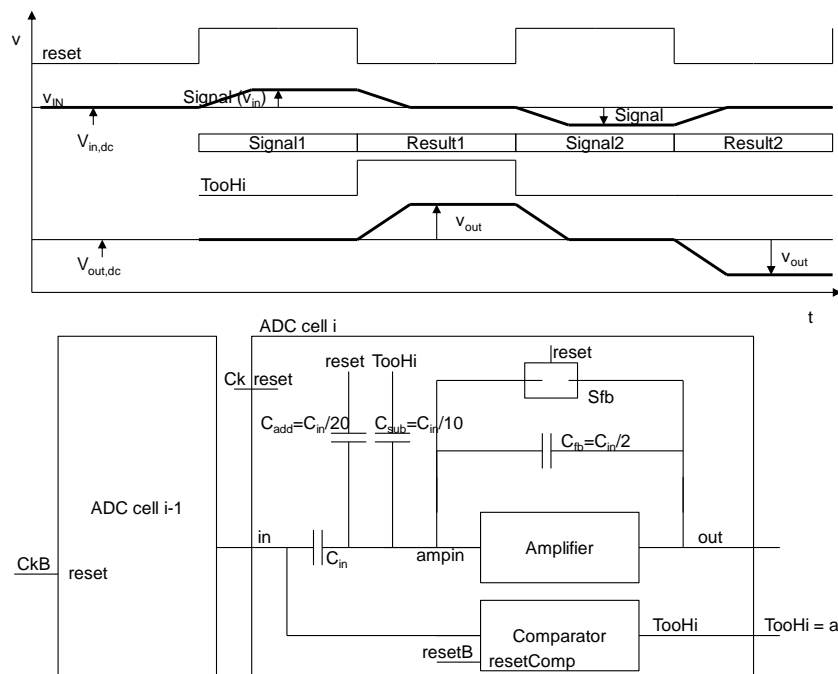 v
reset
v_IN
Signal (v_in)
Signal
V_in,dc
Signal1 Result1 Signal2 Result2
TooHi
v_out
v_out
V_out,dc
t
ADC cell i
reset TooHi
reset
Ck reset
Sfb
C_add=C_in/20 C_sub=C_in/10
C_fb=C_in/2
ADC cell i-1
in
Amplifier
out
C_in
ampin
CkB
reset
Comparator
TooHi TooHi = a
resetB
resetComp